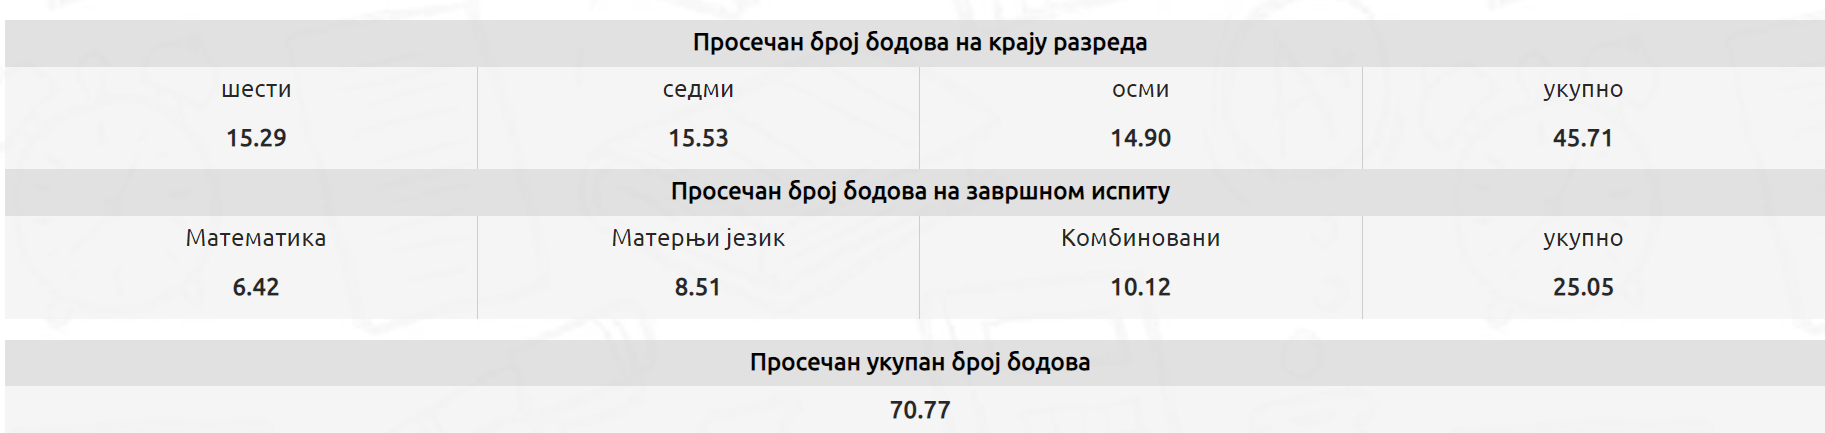 Просечан број бодова на крају разреда
шести седми осми укупно
15.29 15.53 14.90 45.71
Просечан број бодова на завршном испиту
Математика Матерњи језик Комбиновани укупно
6.42 8.51 10.12 25.05
Просечан укупан број бодова
70.77